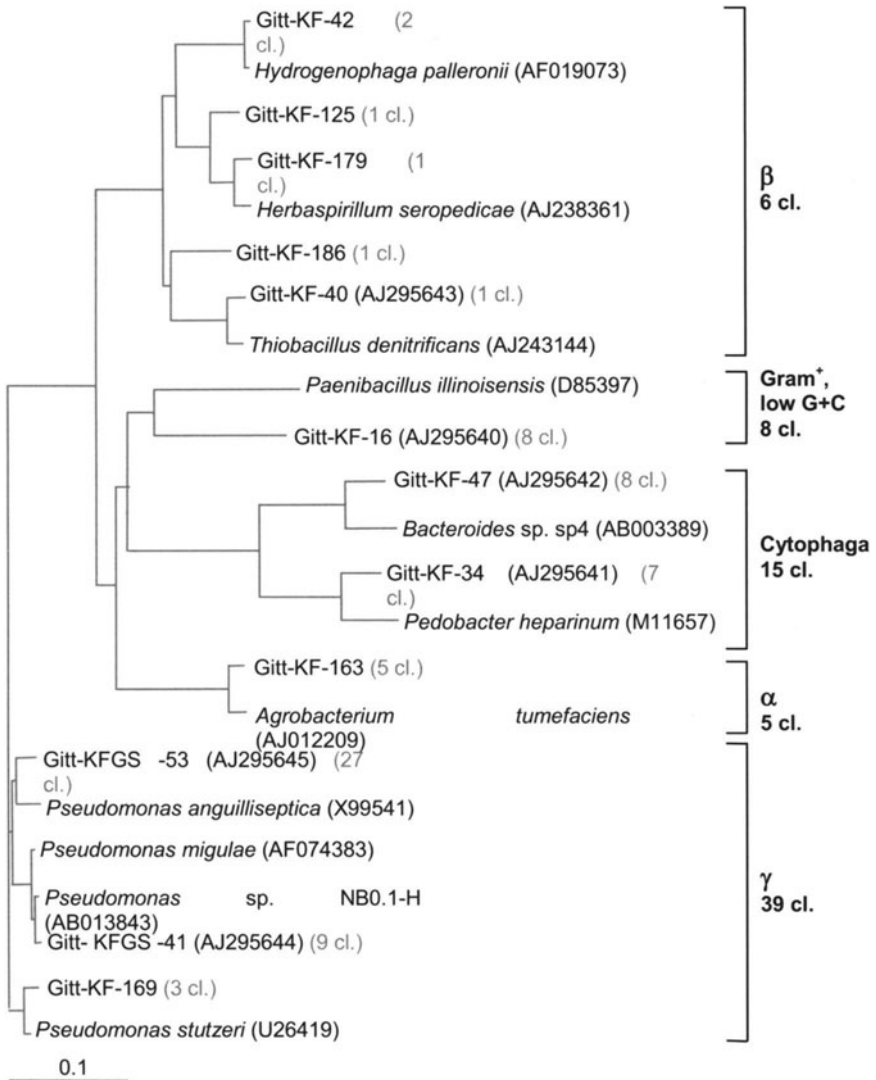 Gitt-KF-42 (2
cl.)
Hydrogenophaga palleronii (AF019073)
Gitt-KF-125 (1 cl.)
Gitt-KF-179 (1
cl.)
Herbaspirillum seropedicae (AJ238361)
Gitt-KF-186 (1 cl.)
Gitt-KF-40 (AJ295643) (1 cl.)
Thiobacillus denitrificans (AJ243144)
β
6 cl.
Paenibacillus illinoisensis (D85397)
Gitt-KF-16 (AJ295640) (8 cl.)
Gram⁺,
low G+C
8 cl.
Gitt-KF-47 (AJ295642) (8 cl.)
Bacteroides sp. sp4 (AB003389)
Gitt-KF-34 (AJ295641) (7
cl.)
Pedobacter heparinum (M11657)
Cytophaga
15 cl.
Gitt-KF-163 (5 cl.)
Agrobacterium tumefaciens
(AJ012209)
α
5 cl.
Gitt-KFGS -53 (AJ295645) (27
cl.)
Pseudomonas anguilliseptica (X99541)
Pseudomonas migulae (AF074383)
Pseudomonas sp. NB0.1-H
(AB013843)
Gitt- KFGS -41 (AJ295644) (9 cl.)
Gitt-KF-169 (3 cl.)
Pseudomonas stutzeri (U26419)
γ
39 cl.
0.1